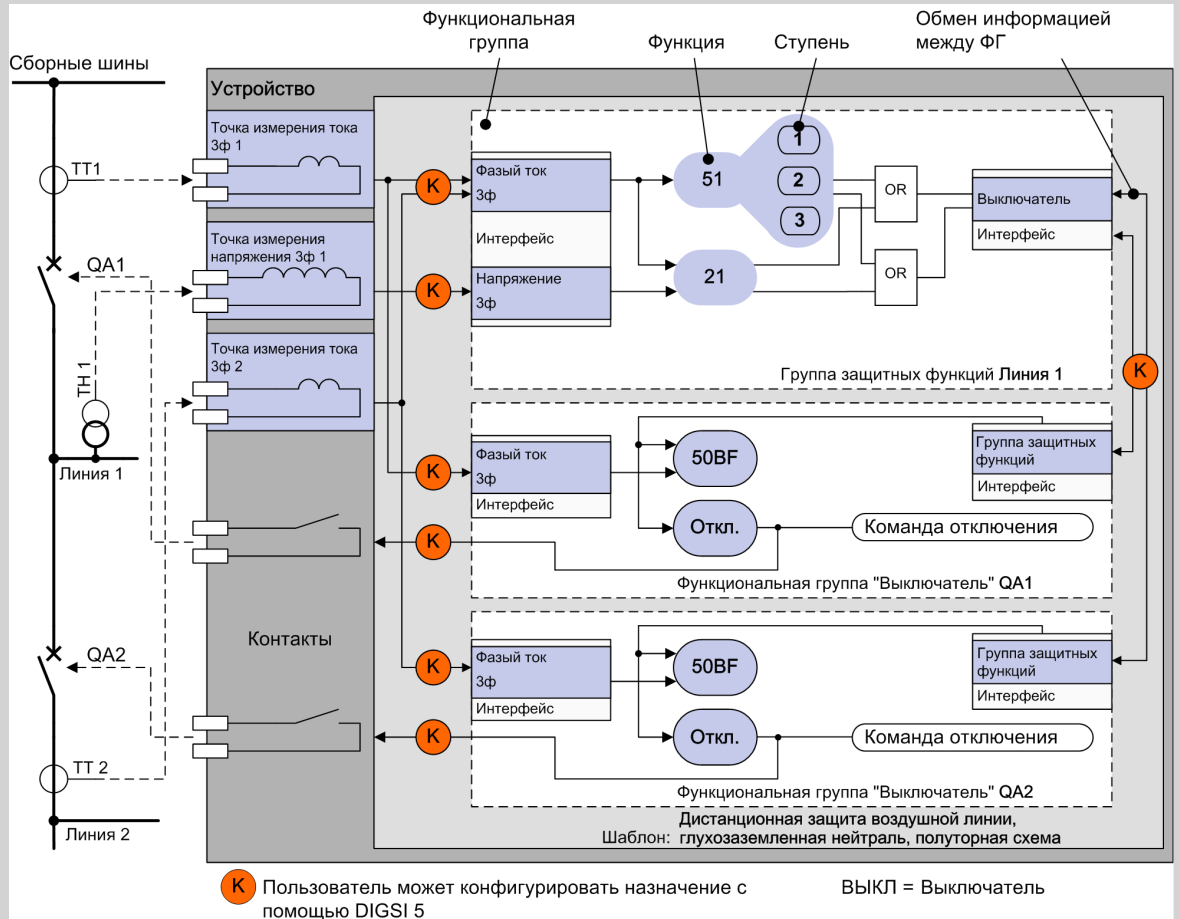 Функциональная
группа
Функция
Ступень
Обмен информацией
между ФГ
Сборные шины
Устройство
Точка измерения тока
3ф 1
ТТ1
K
Фазый ток
3ф
Интерфейс
51
1
2
3
OR
Выключатель
Интерфейс
Точка измерения
напряжения 3ф 1
QA1
K
Напряжение
3ф
21
OR
Точка измерения тока
3ф 2
ТН 1
K
Группа защитных функций Линия 1
Линия 1
K
Фазый ток
3ф
Интерфейс
50BF
Группа защитных
функций
Интерфейс
K
Откл.
Команда отключения
Функциональная группа "Выключатель" QA1
Контакты
QA2
K
Фазый ток
3ф
Интерфейс
50BF
Группа защитных
функций
Интерфейс
K
Откл.
Команда отключения
ТТ 2
Функциональная группа "Выключатель" QA2
Линия 2
Дистанционная защита воздушной линии,
Шаблон: глухозаземленная нейтраль, полуторная схема
K Пользователь может конфигурировать назначение с
помощью DIGSI 5
ВЫКЛ = Выключатель